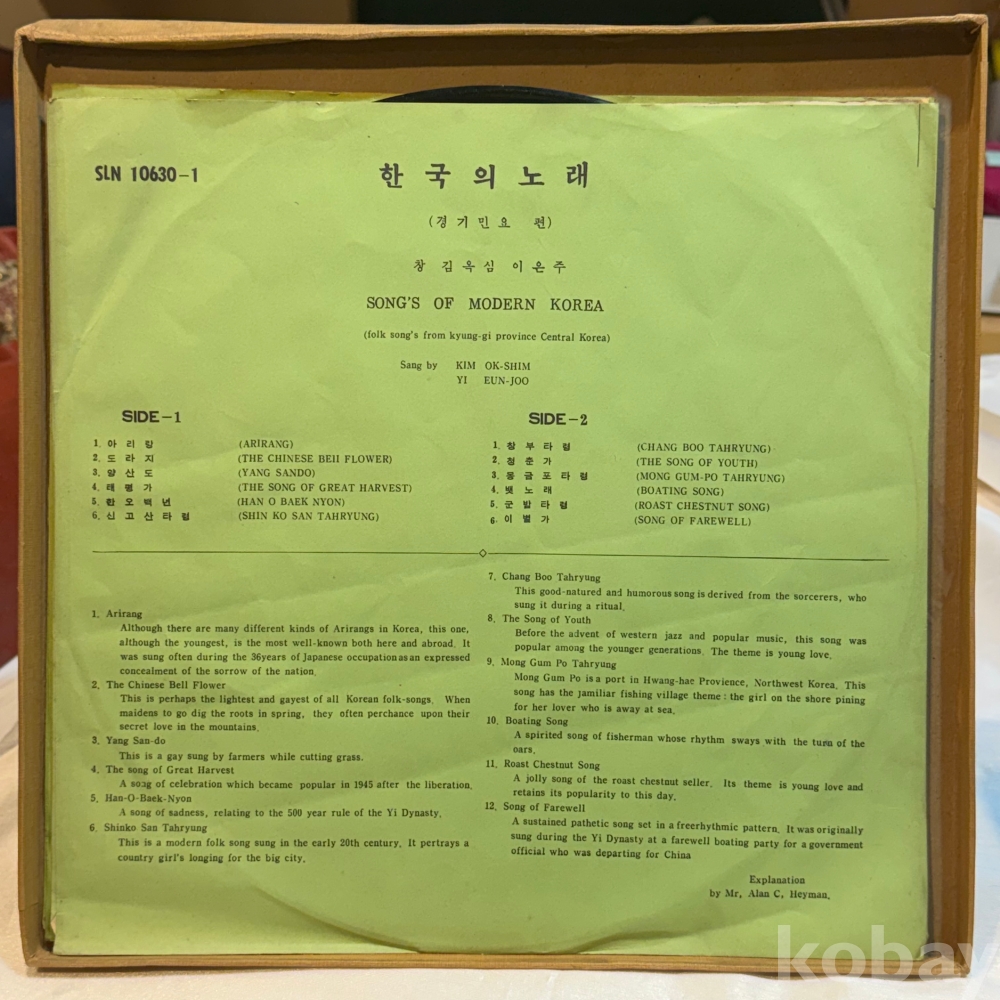 SLN 10630-1
한국의노래
(경기민요 편)
창 김옥심 이은주
SONG'S OF MODERN KOREA
(folk song's from kyung-gi province Central Korea)
Sang by KIM OK-SHIM
YI EUN-JOO
SIDE-1
1. 아리랑 (ARIRANG)
2. 도라지 (THE CHINESE BEII FLOWER)
3. 양산도 (YANG SANDO)
4. 태평가 (THE SONG OF GREAT HARVEST)
5. 한오백년 (HAN O BAEK NYON)
6. 신고산타령 (SHIN KO SAN TAHRYUNG)
SIDE-2
1. 창부타령 (CHANG BOO TAHRYUNG)
2. 청춘가 (THE SONG OF YOUTH)
3. 몽금포타령 (MONG GUM-PO TAHRYUNG)
4. 뱃노래 (BOATING SONG)
5. 군밤타령 (ROAST CHESTNUT SONG)
6. 이별가 (SONG OF FAREWELL)
1. Arirang
Although there are many different kinds of Arirangs in Korea, this one,
although the youngest, is the most well-known both here and abroad. It
was sung often during the 36years of Japanese occupation as an expressed
concealment of the sorrow of the nation.
2. The Chinese Bell Flower
This is perhaps the lightest and gayest of all Korean folk-songs. When
maidens to go dig the roots in spring, they often perchance upon their
secret love in the mountains.
3. Yang San-do
This is a gay sung by farmers while cutting grass.
4. The song of Great Harvest
A song of celebration which became popular in 1945 after the liberation.
5. Han-O-Baek-Nyon
A song of sadness, relating to the 500 year rule of the Yi Dynasty.
6. Shinko San Tahryung
This is a modern folk song sung in the early 20th century. It pertrays a
country girl's longing for the big city.
7. Chang Boo Tahryung
This good-natured and humorous song is derived from the sorcerers, who
sung it during a ritual.
8. The Song of Youth
Before the advent of western jazz and popular music, this song was
popular among the younger generations. The theme is young love.
9. Mong Gum Po Tahryung
Mong Gum Po is a port in Hwang-hae Provience, Northwest Korea. This
song has the jamiliar fishing village theme : the girl on the shore pining
for her lover who is away at sea.
10. Boating Song
A spirited song of fisherman whose rhythm sways with the turn of the
oars.
11. Roast Chestnut Song
A jolly song of the roast chestnut seller. Its theme is young love and
retains its popularity to this day.
12. Song of Farewell
A sustained pathetic song set in a freerhythmic pattern. It was originally
sung during the Yi Dynasty at a farewell boating party for a government
official who was departing for China
Explanation
by Mr, Alan C, Heyman.
kobay